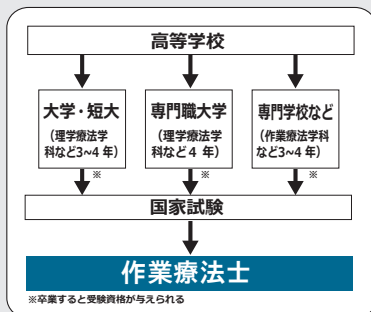 高等学校
大学・短大
（理学療法学
科など3~4 年）
専門職大学
（理学療法学
科など４ 年）
専門学校など
（作業療法学科
など3~4 年）
※
※
※
国家試験
作業療法士
※卒業すると受験資格が与えられる